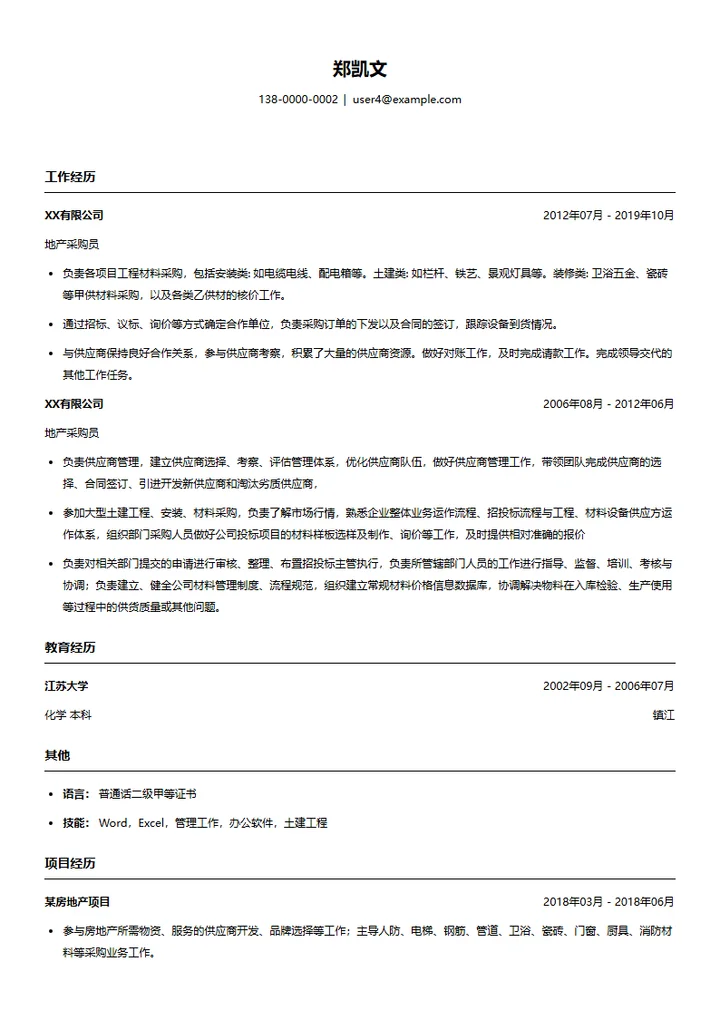 郑凯文
138-0000-0002 | user4@example.com
工作经历
XX有限公司 2012年07月 - 2019年10月
地产采购员
• 负责各项目工程材料采购，包括安装类: 如电缆电线、配电箱等。土建类: 如栏杆、铁艺、景观灯具等。装修类: 卫浴五金、瓷砖
等甲供材料采购，以及各类乙供材的核价工作。
• 通过招标、议标、询价等方式确定合作单位，负责采购订单的下发以及合同的签订，跟踪设备到货情况。
• 与供应商保持良好合作关系，参与供应商考察，积累了大量的供应商资源。做好对账工作，及时完成请款工作。完成领导交代的
其他工作任务。
XX有限公司 2006年08月 - 2012年06月
地产采购员
• 负责供应商管理，建立供应商选择、考察、评估管理体系，优化供应商队伍，做好供应商管理工作，带领团队完成供应商的选
择、合同签订、引进开发新供应商和淘汰劣质供应商，
• 参加大型土建工程、安装、材料采购，负责了解市场行情，熟悉企业整体业务运作流程、招投标流程与工程、材料设备供应方运
作体系，组织部门采购人员做好公司投标项目的材料样板选样及制作、询价等工作，及时提供相对准确的报价
• 负责对相关部门提交的申请进行审核、整理、布置招投标主管执行，负责所管辖部门人员的工作进行指导、监督、培训、考核与
协调；负责建立、健全公司材料管理制度、流程规范，组织建立常规材料价格信息数据库，协调解决物料在入库检验、生产使用
等过程中的供货质量或其他问题。
教育经历
江苏大学 2002年09月 - 2006年07月
化学 本科 镇江
其他
• 语言： 普通话二级甲等证书
• 技能： Word，Excel，管理工作，办公软件，土建工程
项目经历
某房地产项目 2018年03月 - 2018年06月
• 参与房地产所需物资、服务的供应商开发、品牌选择等工作；主导人防、电梯、钢筋、管道、卫浴、瓷砖、门窗、厨具、消防材
料等采购业务工作。